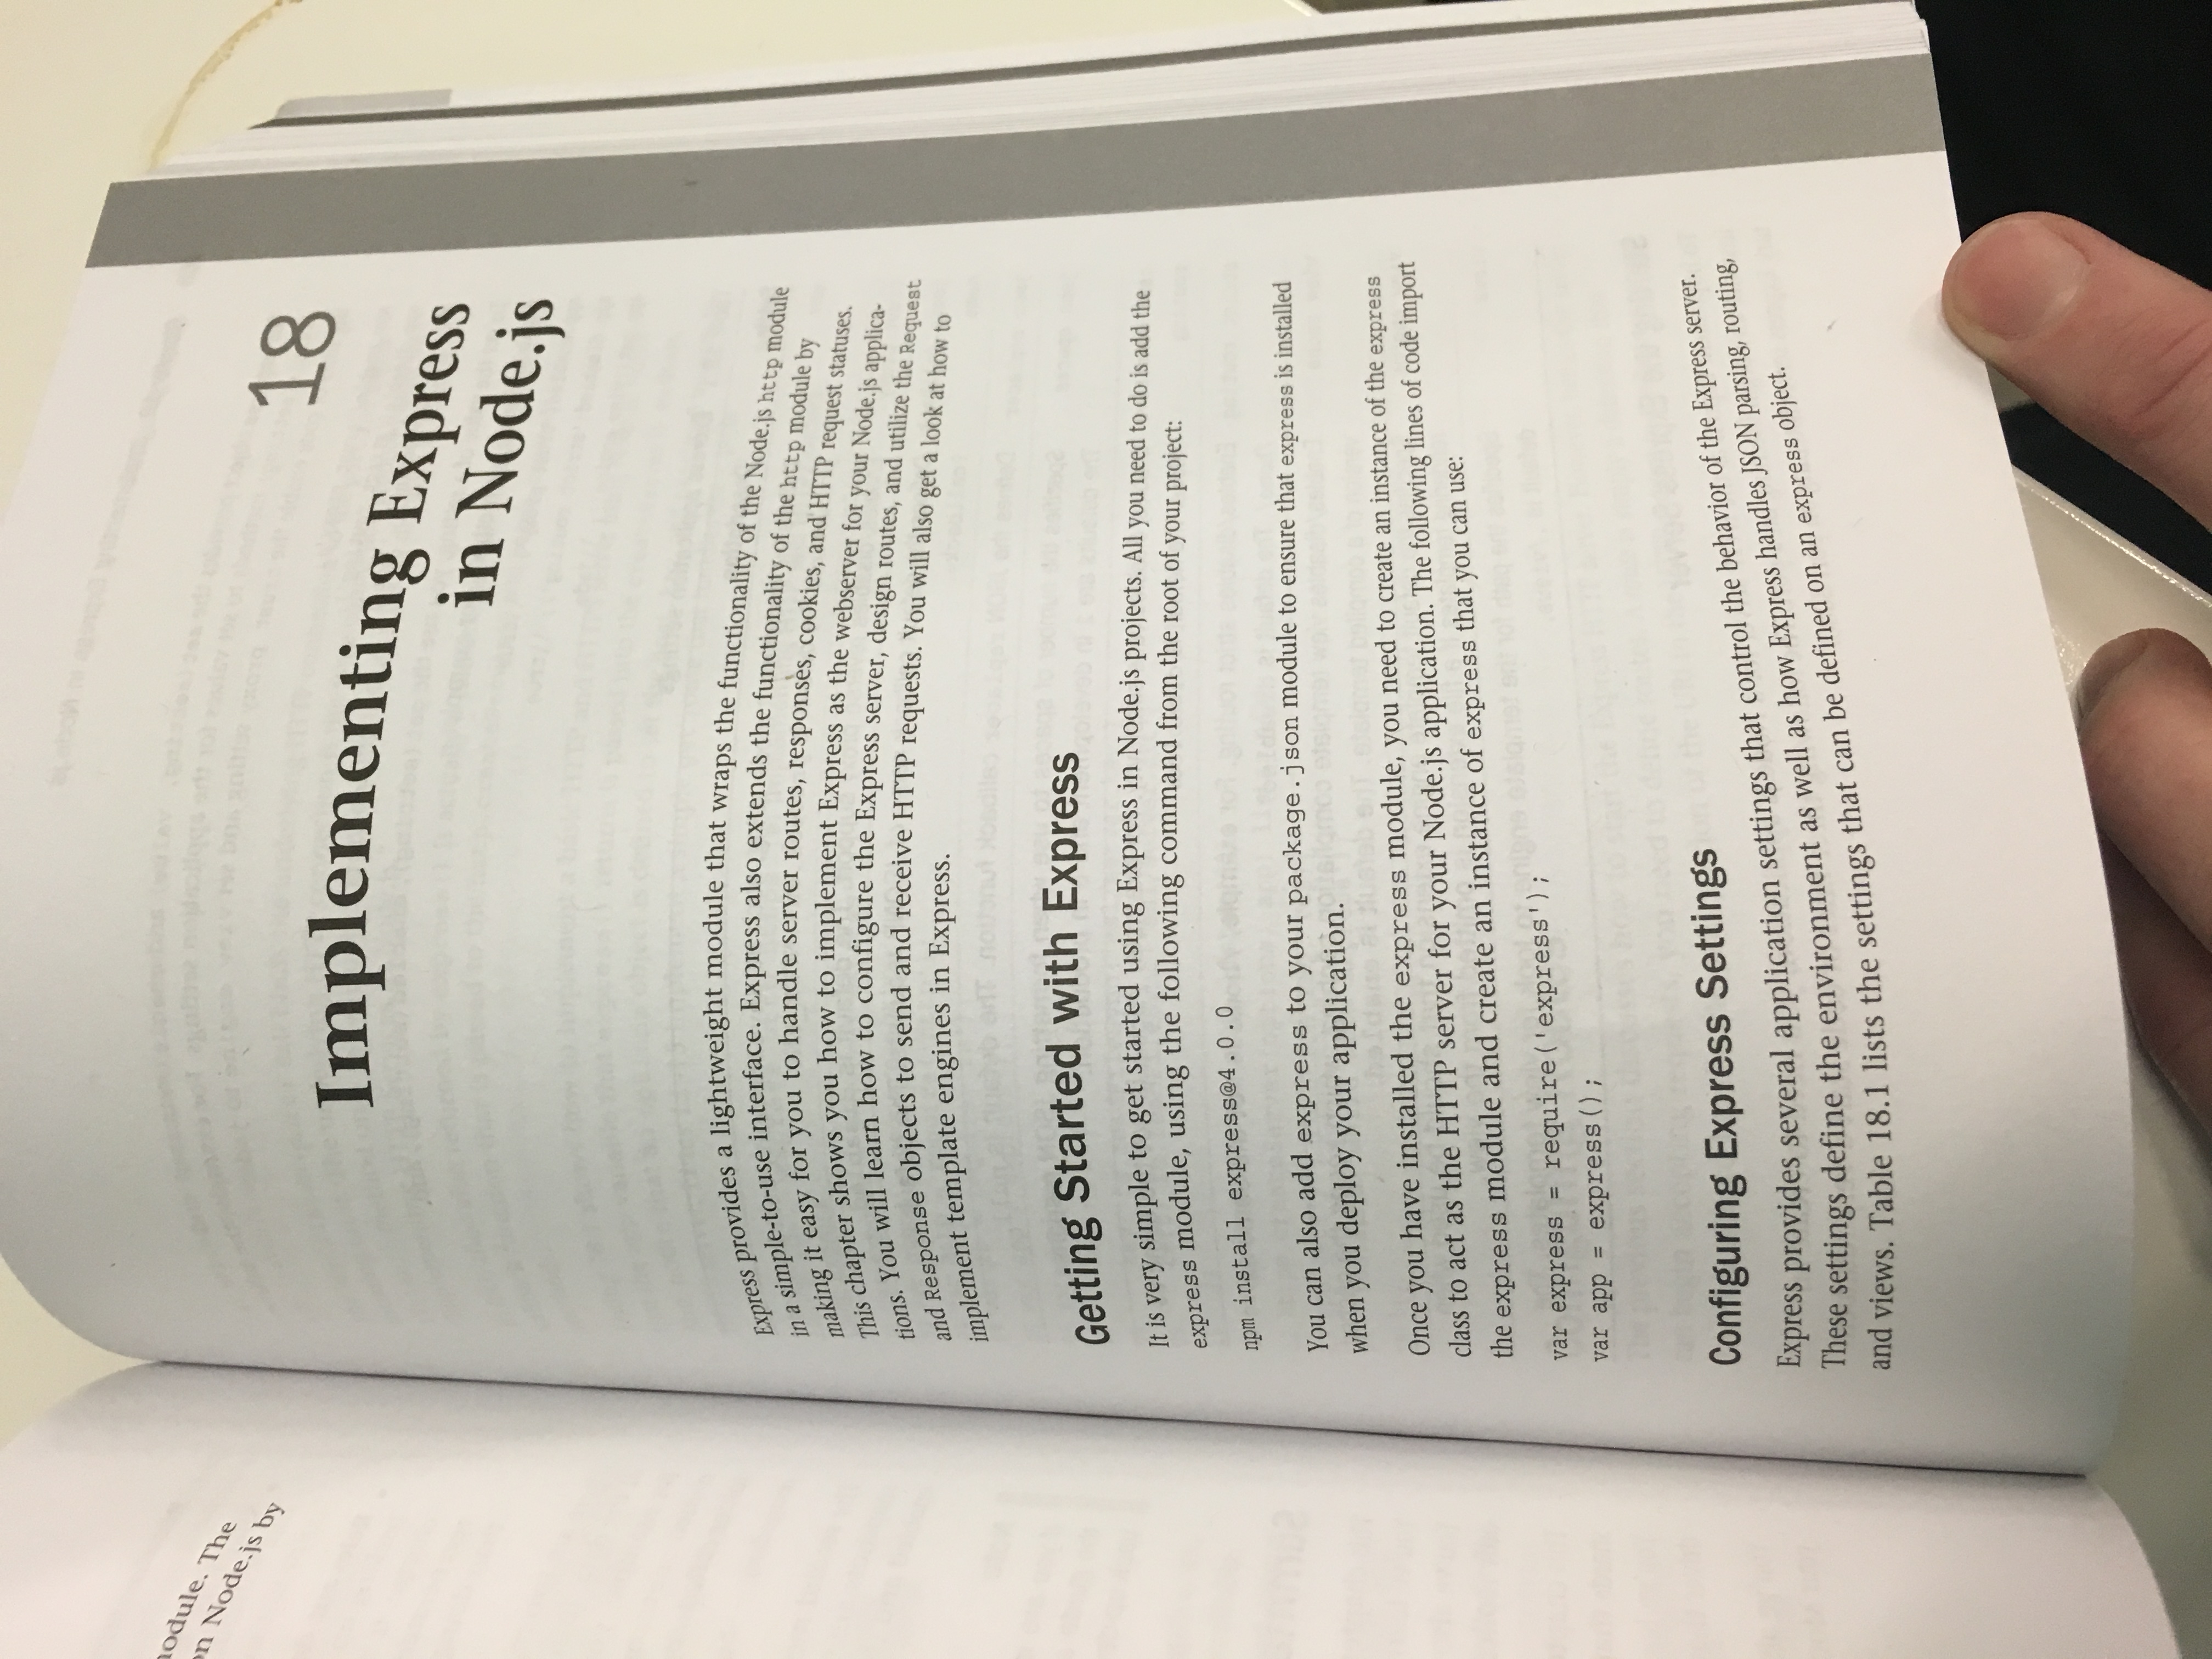 nodule. The
on Node.js by
18
Implementing Express
in Node.js
Express provides a lightweight module that wraps the functionality of the Node.js http module
in a simple-to-use interface. Express also extends the functionality of the http module by
making it easy for you to handle server routes, responses, cookies, and HTTP request statuses.
This chapter shows you how to implement Express as the webserver for your Node.js applica-
tions. You will learn how to configure the Express server, design routes, and utilize the Request
and Response objects to send and receive HTTP requests. You will also get a look at how to
implement template engines in Express.
Getting Started with Express
It is very simple to get started using Express in Node.js projects. All you need to do is add the
express module, using the following command from the root of your project:
npm install express@4.0.0
You can also add express to your package.json module to ensure that express is installed
when you deploy your application.
Once you have installed the express module, you need to create an instance of the express
class to act as the HTTP server for your Node.js application. The following lines of code import
the express module and create an instance of express that you can use:
var express = require('express');
var app = express();
Configuring Express Settings
Express provides several application settings that control the behavior of the Express server.
These settings define the environment as well as how Express handles JSON parsing, routing,
and views. Table 18.1 lists the settings that can be defined on an express object.